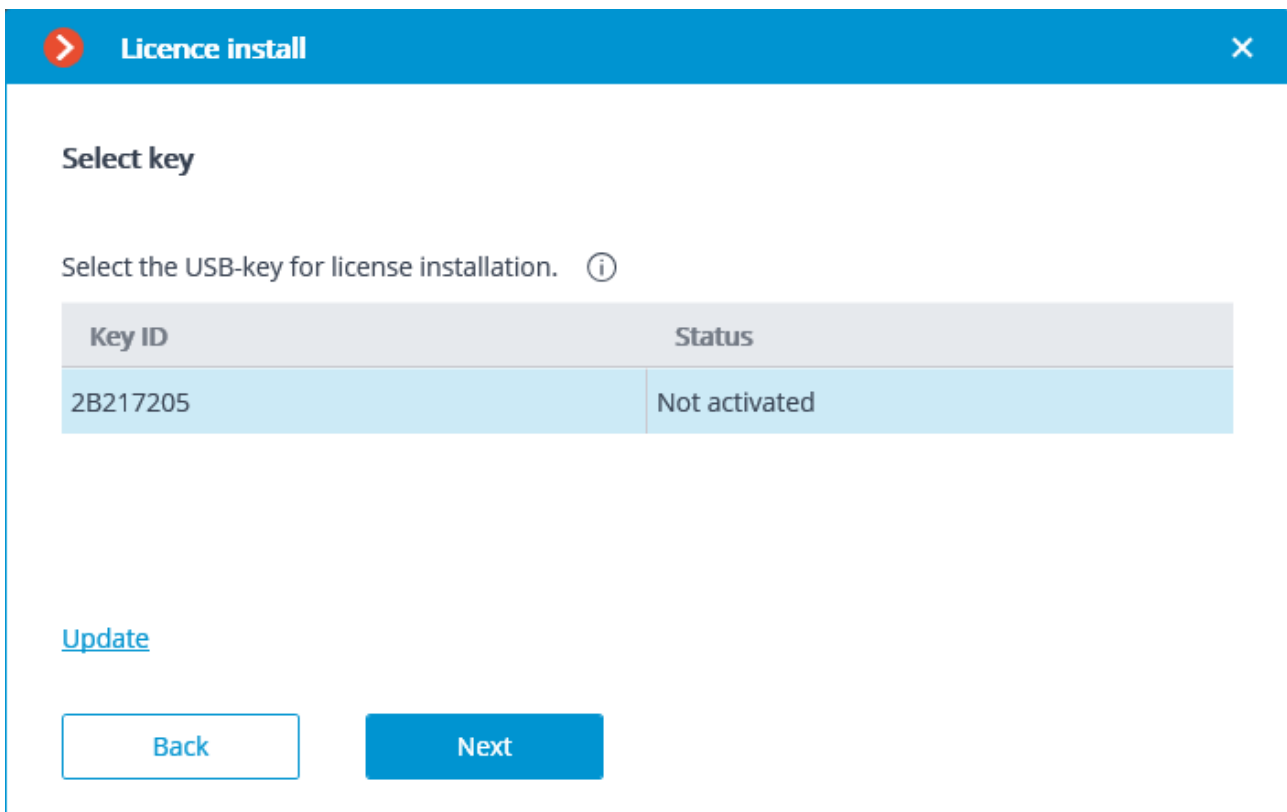 Licence install
Select key
Select the USB-key for license installation.
Key ID Status
2B217205 Not activated
Update
Back Next